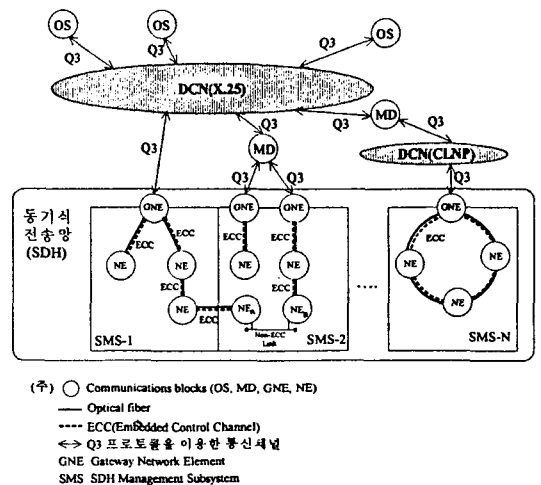 OS
OS
OS
Q3
Q3
Q3
DCN(X.25)
Q3
Q3
Q3
MD
Q3
MD
DCN(CLNP)
Q3
Q3
Q3
동기식
전송망
(SDH)
GNE
GNE
GNE
GNE
ECC
ECC
ECC
ECC
ECC
NE
NE
NE
NE
NE
NE
ECC
ECC
NE
ECC
NEA
NEB
NE
Non-ECC
Link
....
SMS-1
SMS-2
SMS-N
(주) Communications blocks (OS, MD, GNE, NE)
Optical fiber
ECC(Embedded Control Channel)
Q3 프로토콜을 이용한 통신채널
GNE Gateway Network Element
SMS SDH Management Subsystem